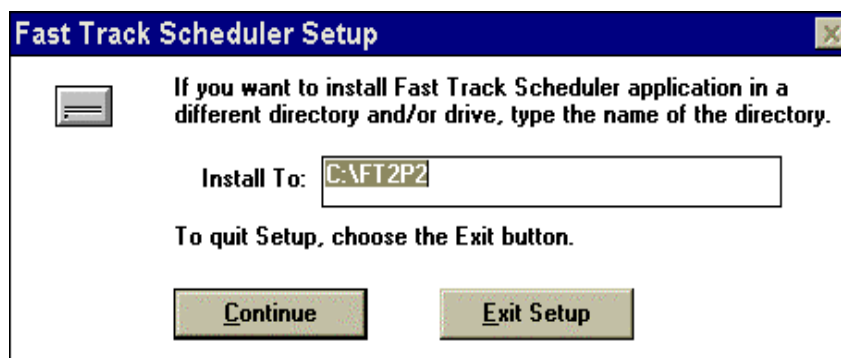 Fast Track Scheduler Setup
If you want to install Fast Track Scheduler application in a
different directory and/or drive, type the name of the directory.
Install To: C:\FT2P2
To quit Setup, choose the Exit button.
Continue Exit Setup